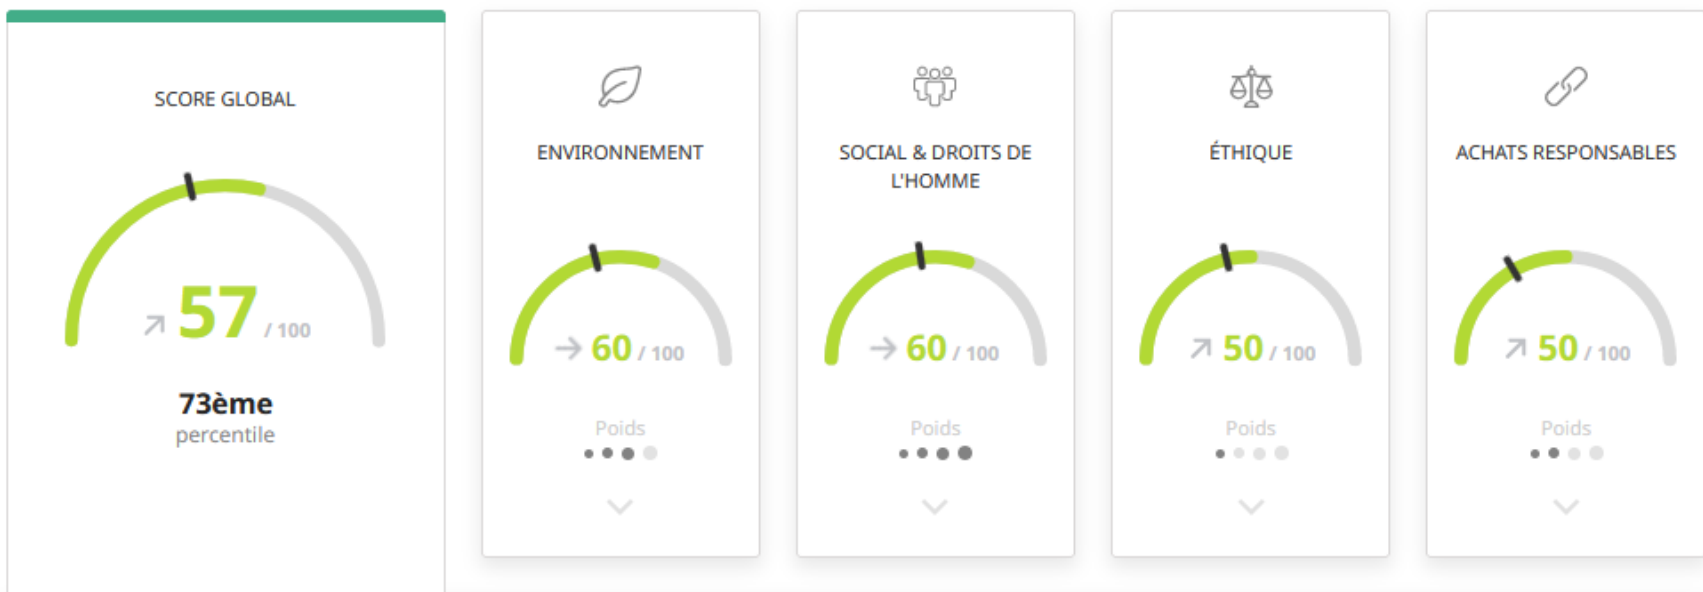 SCORE GLOBAL
57 / 100
73ème
percentile
ENVIRONNEMENT
60 / 100
Poids
SOCIAL & DROITS DE
L'HOMME
60 / 100
Poids
ÉTHIQUE
50 / 100
Poids
ACHATS RESPONSABLES
50 / 100
Poids